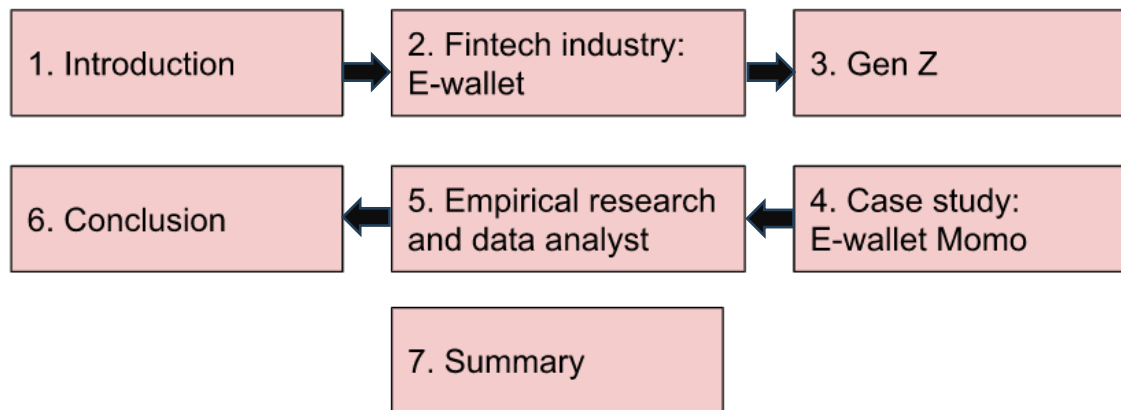 1. Introduction
2. Fintech industry:
E-wallet
3. Gen Z
4. Case study:
E-wallet Momo
5. Empirical research
and data analyst
6. Conclusion
7. Summary